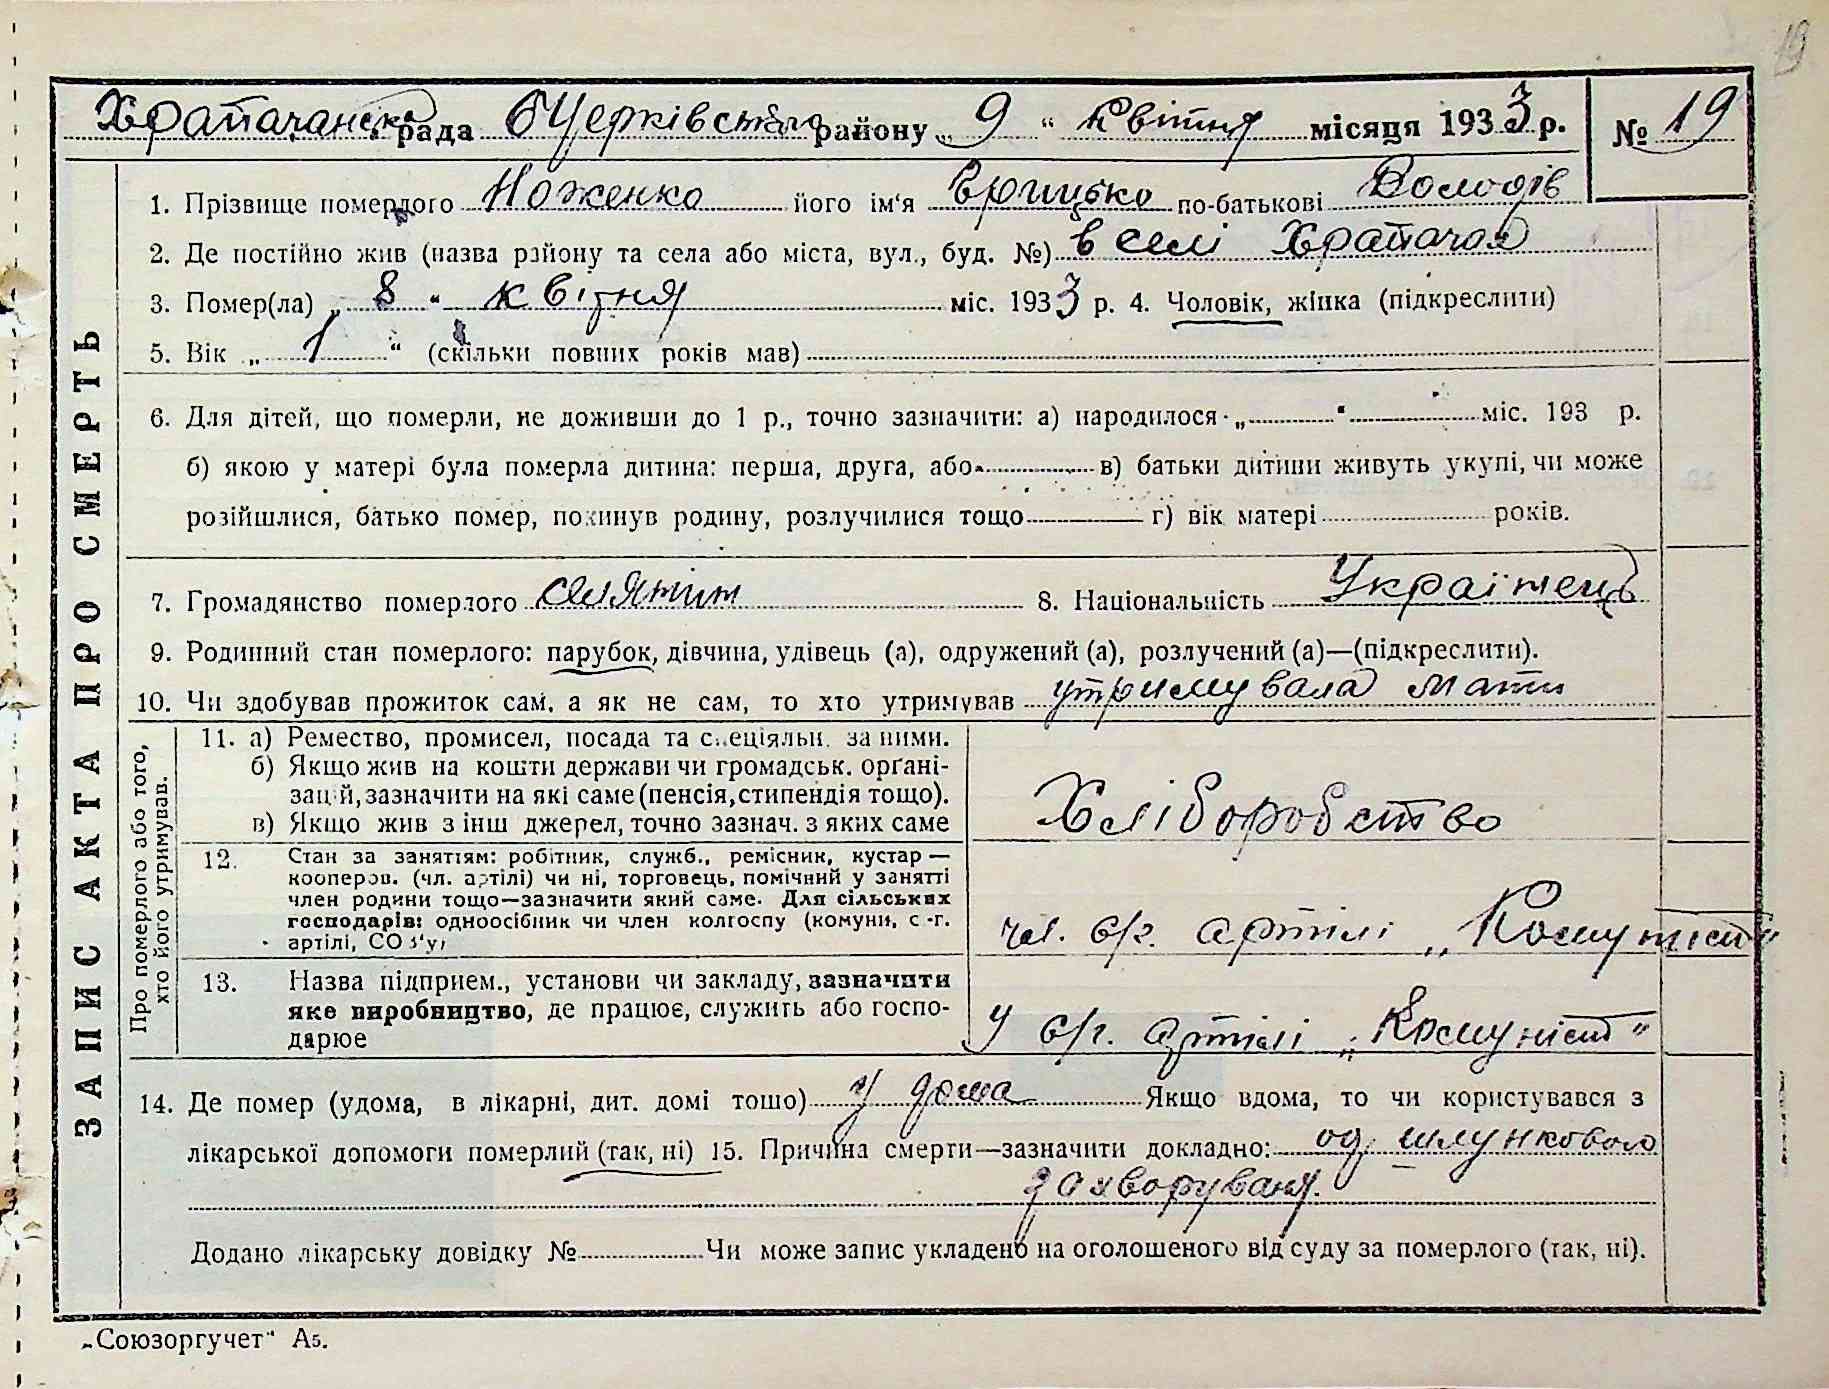 19
Храпачанська рада БЦерківського району „ 9 “ квітня місяця 1933 р. № 19
ЗАПИС АКТА ПРО СМЕРТЬ
1. Прізвище померлого Ноженко його ім'я Грицько по-батькові Володів
2. Де постійно жив (назва району та села або міста, вул., буд. №) в селі Храпачах
3. Помер(ла) „ 8 “ квітня міс. 1933 р. 4. Чоловік, жінка (підкреслити)
5. Вік „ 1 “ (скільки повних років мав)
6. Для дітей, що померли, не доживши до 1 р., точно зазначити: а) народилося „ “ міс. 193 р.
б) якою у матері була померла дитина: перша, друга, або в) батьки дитини живуть укупі, чи може
розійшлися, батько помер, покинув родину, розлучилися тощо г) вік матері років.
7. Громадянство померлого селянин 8. Національність Українець
9. Родинний стан померлого: парубок, дівчина, удівець (а), одружений (а), розлучений (а)—(підкреслити).
10. Чи здобував прожиток сам, а як не сам, то хто утримував утримувала мати
Про померлого або того,
хто його утримував.
11. а) Ремество, промисел, посада та спеціяльн. за ними.
б) Якщо жив на кошти держави чи громадськ. органі-
зацій, зазначити на які саме (пенсія, стипендія тощо).
в) Якщо жив з інш джерел, точно зазнач. з яких саме
Хліборобство
12. Стан за заняттям: робітник, служб., ремісник, кустар —
кооперов. (чл. артілі) чи ні, торговець, помічний у занятті
член родини тощо—зазначити який саме. Для сільських
господарів: одноосібник чи член колгоспу (комуни, с.-г.
артілі, СОЗ'у)
чл. с/г. артілі „Комуніст“
13. Назва підприєм., установи чи закладу, зазначити
яке виробництво, де працює, служить або госпо-
дарює
у с/г. артілі „Комуніст“
14. Де помер (удома, в лікарні, дит. домі тощо) у дома Якщо вдома, то чи користувався з
лікарської допомоги померлий (так, ні) 15. Причина смерти—зазначити докладно: од шлункового
захворування.
Додано лікарську довідку № Чи може запис укладено на оголошеного від суду за померлого (так, ні).
„Союзоргучет“ А5.